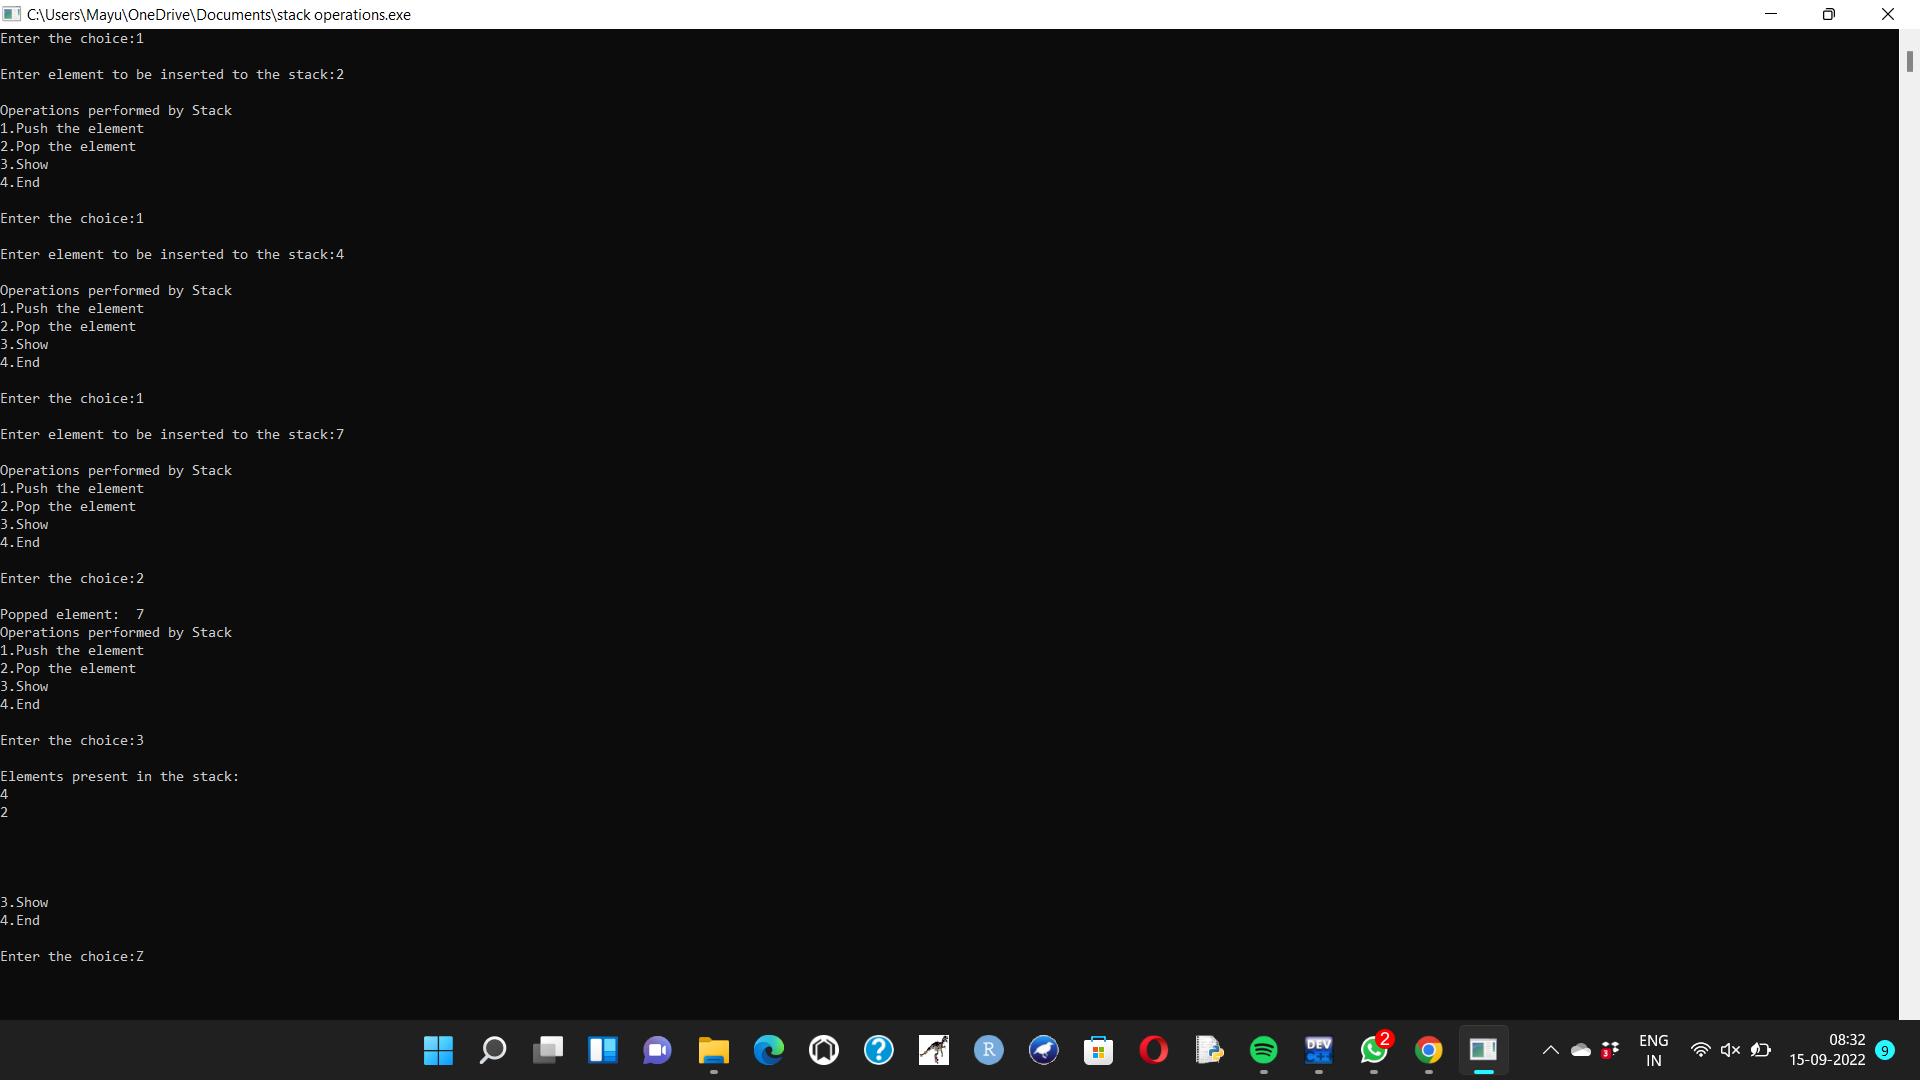 C:\Users\Mayu\OneDrive\Documents\stack operations.exe
Enter the choice:1
Enter element to be inserted to the stack:2
Operations performed by Stack
1.Push the element
2.Pop the element
3.Show
4.End
Enter the choice:1
Enter element to be inserted to the stack:4
Operations performed by Stack
1.Push the element
2.Pop the element
3.Show
4.End
Enter the choice:1
Enter element to be inserted to the stack:7
Operations performed by Stack
1.Push the element
2.Pop the element
3.Show
4.End
Enter the choice:2
Popped element:  7
Operations performed by Stack
1.Push the element
2.Pop the element
3.Show
4.End
Enter the choice:3
Elements present in the stack:
4
2
3.Show
4.End
Enter the choice:Z
R
DEV
C++
2
3
ENG
IN
08:32
15-09-2022
9